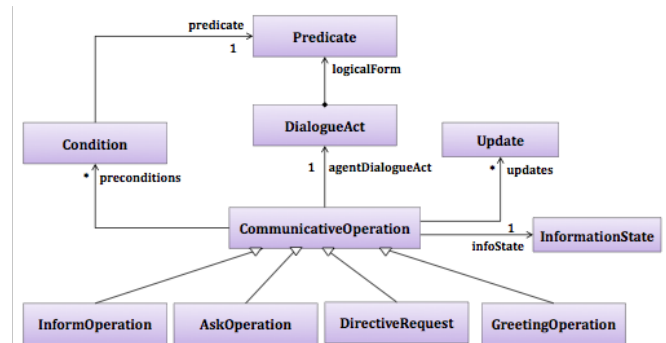 predicate
1
Predicate
logicalForm
Condition
DialogueAct
Update
* preconditions
1 agentDialogueAct
* updates
CommunicativeOperation
1
infoState
InformationState
InformOperation
AskOperation
DirectiveRequest
GreetingOperation